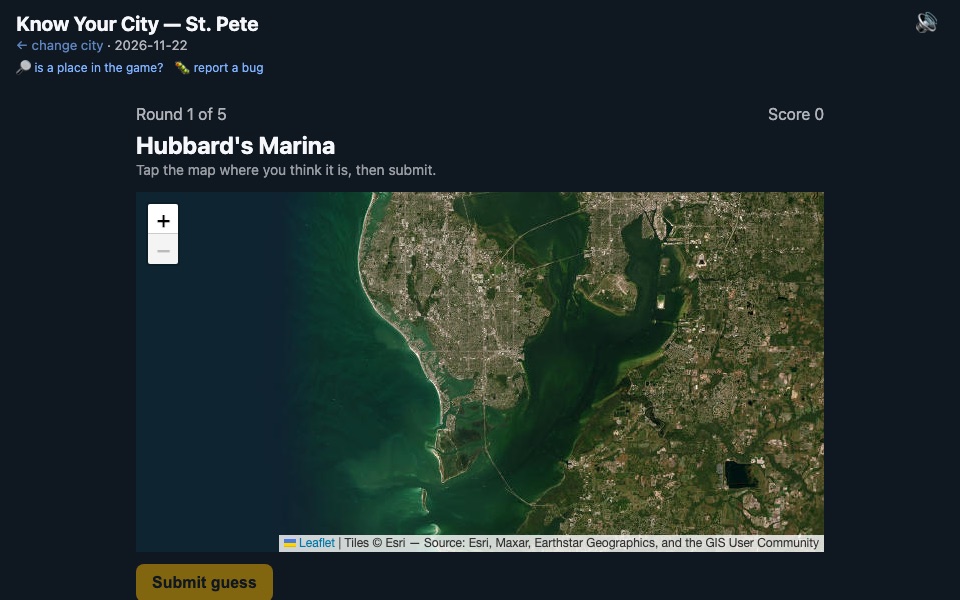 Know Your City — St. Pete
← change city · 2026-11-22
is a place in the game? report a bug
Round 1 of 5
Score 0
Hubbard's Marina
Tap the map where you think it is, then submit.
+
−
Leaflet | Tiles © Esri — Source: Esri, Maxar, Earthstar Geographics, and the GIS User Community
Submit guess